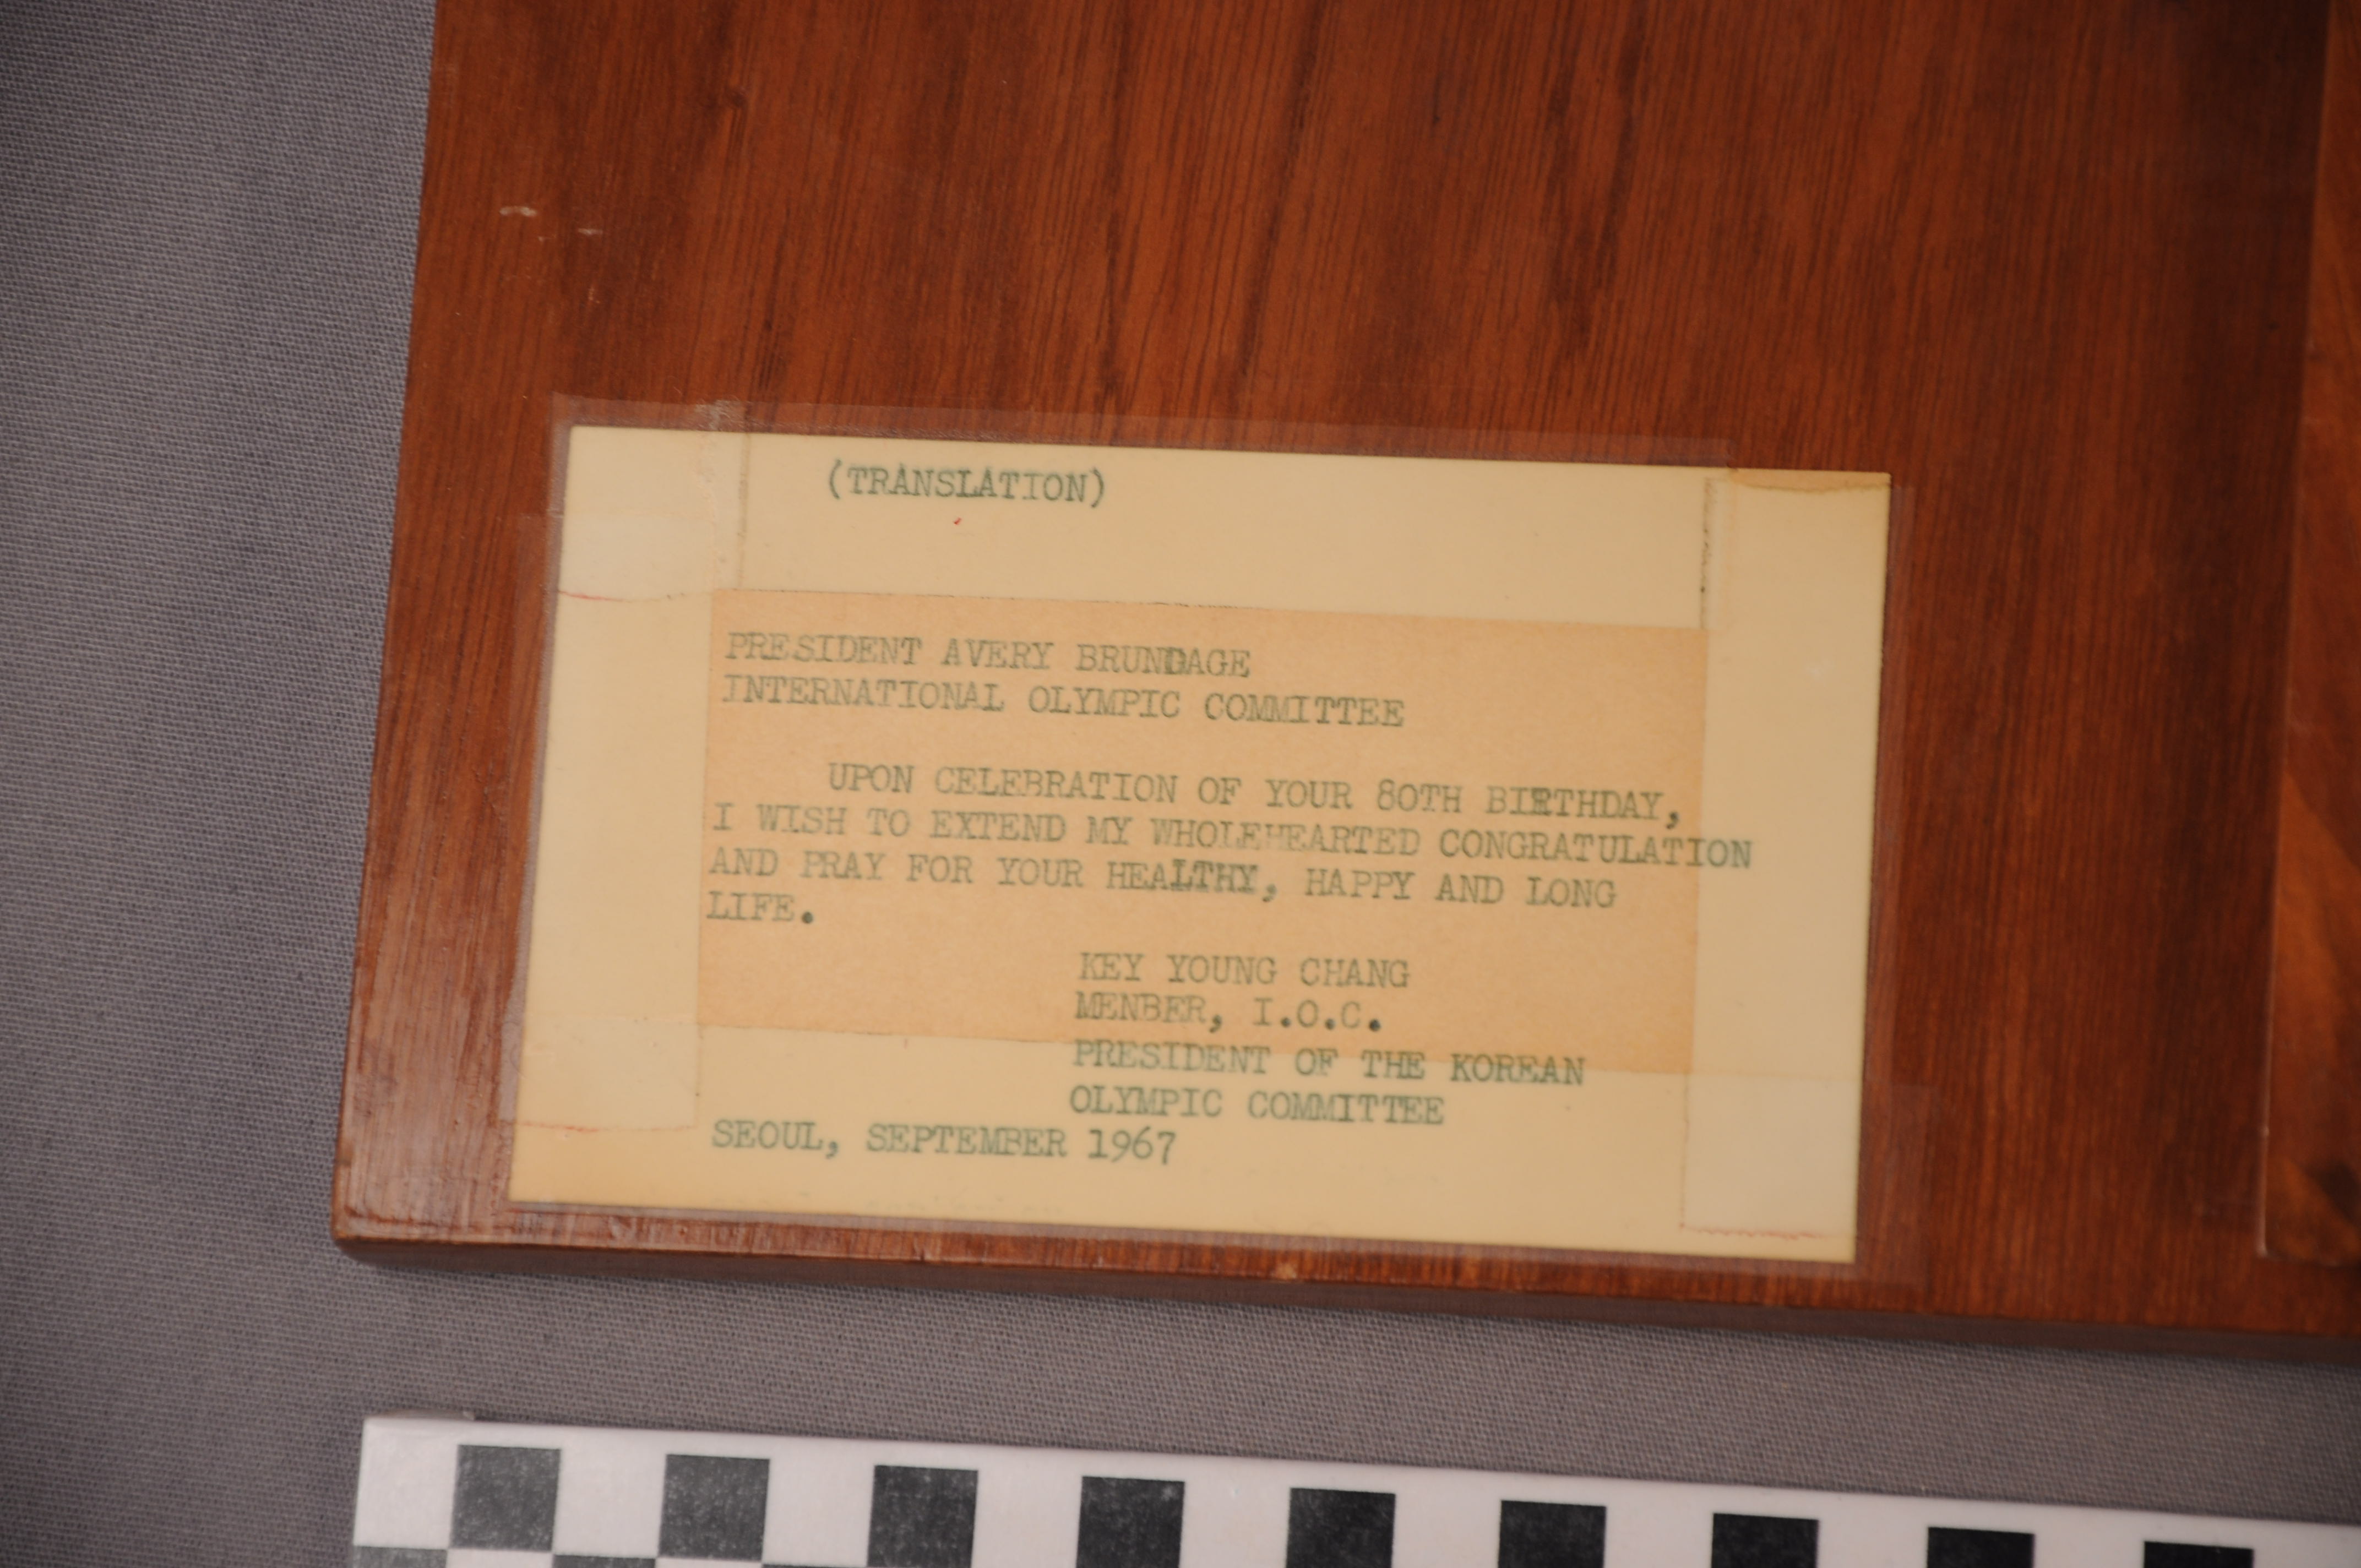 (TRANSLATION)
PRESIDENT AVERY BRUNDAGE
INTERNATIONAL OLYMPIC COMMITTEE
UPON CELEBRATION OF YOUR 80TH BIRTHDAY,
I WISH TO EXTEND MY WHOLEHEARTED CONGRATULATION
AND PRAY FOR YOUR HEALTHY, HAPPY AND LONG
LIFE.
KEY YOUNG CHANG
MENBER, I.O.C.
PRESIDENT OF THE KOREAN
OLYMPIC COMMITTEE
SEOUL, SEPTEMBER 1967